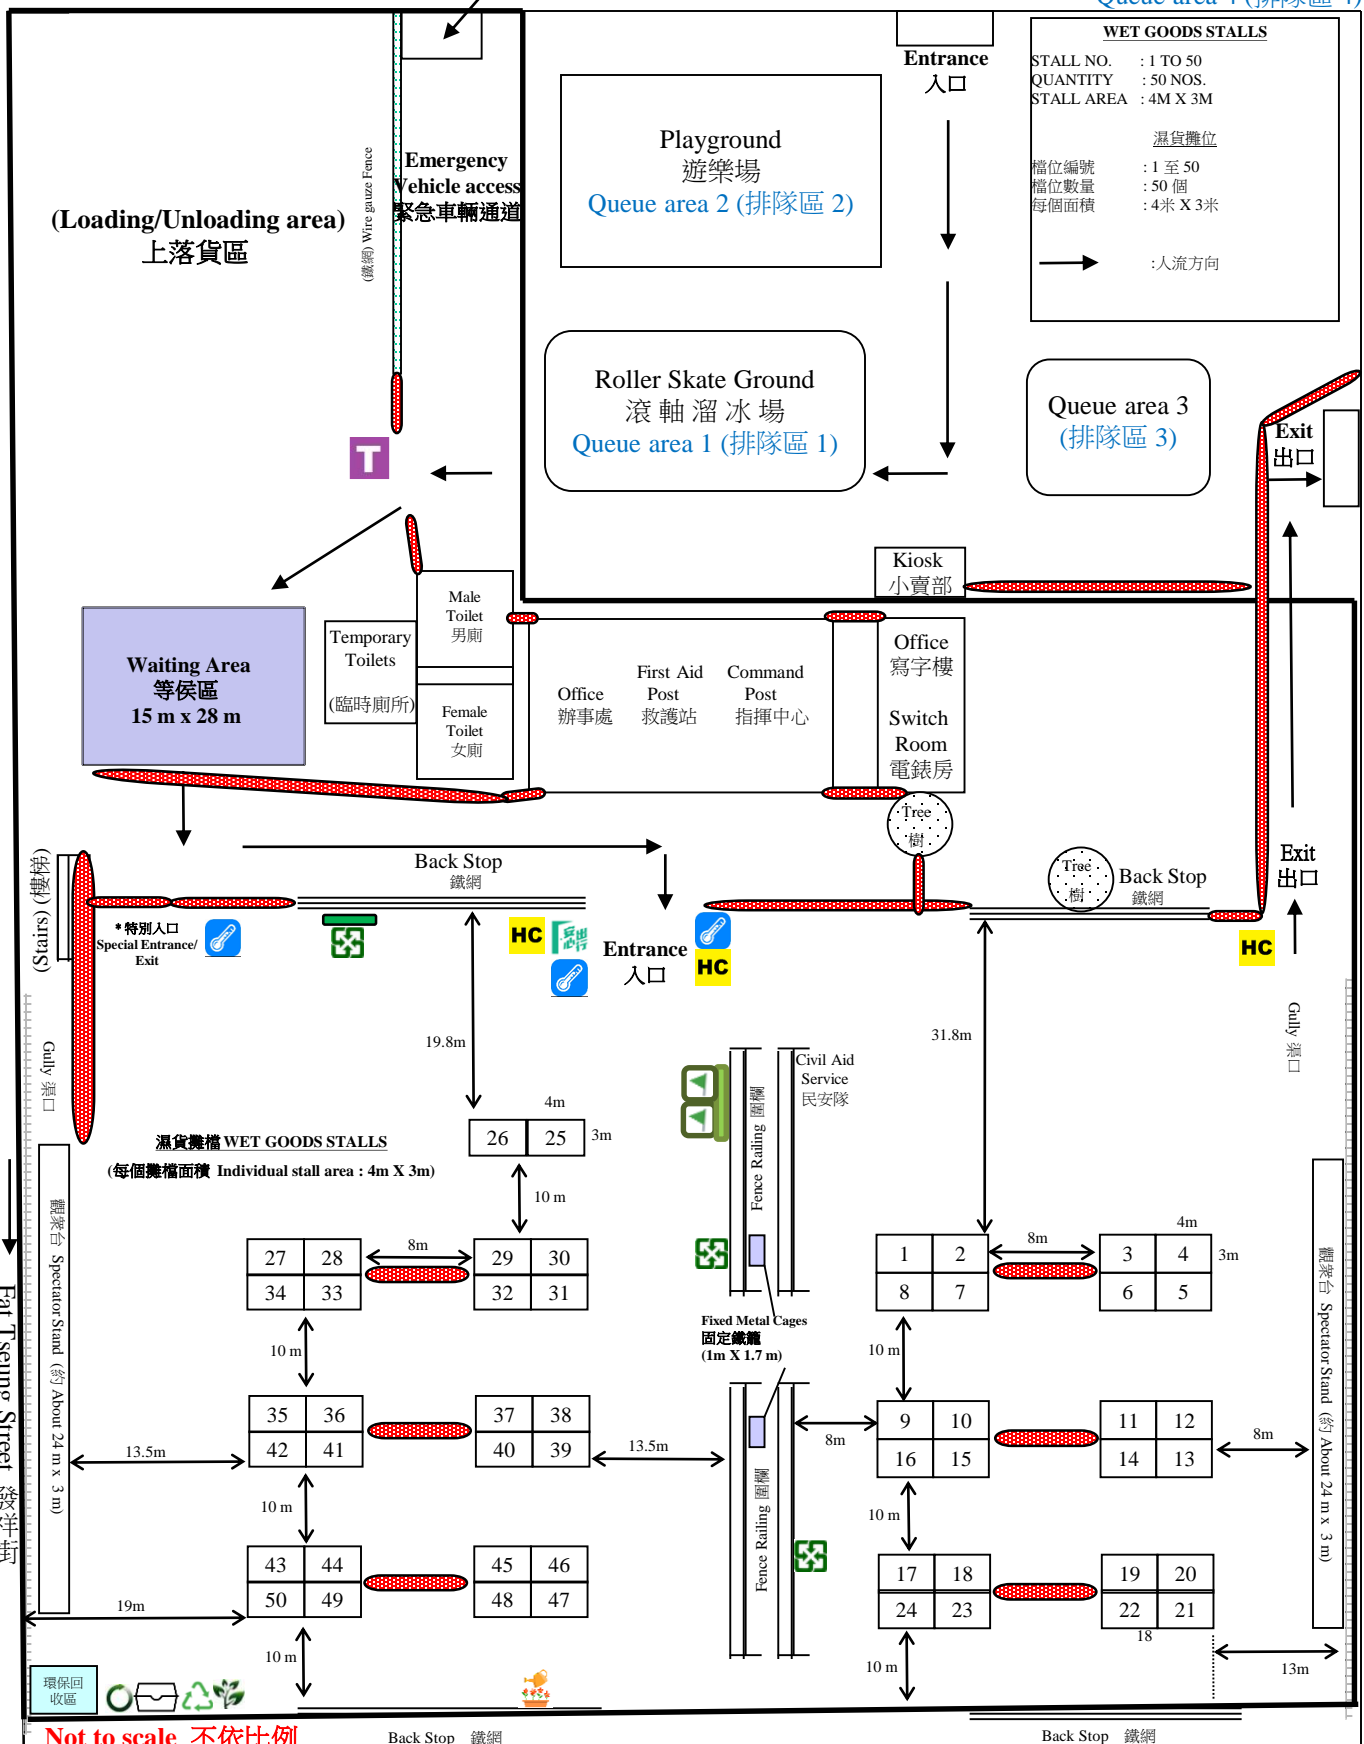 Queue area 4 (排隊區 4)
WET GOODS STALLS
STALL NO. : 1 TO 50
QUANTITY : 50 NOS.
STALL AREA : 4M X 3M
濕貨攤位
檔位編號 : 1 至 50
檔位數量 : 50 個
每個面積 : 4米 X 3米
:人流方向
Entrance
入口
Playground
遊樂場
Queue area 2 (排隊區 2)
Emergency
Vehicle access
緊急車輛通道
(鐵網) Wire gauze Fence
(Loading/Unloading area)
上落貨區
Roller Skate Ground
滾軸溜冰場
Queue area 1 (排隊區 1)
Queue area 3
(排隊區 3)
Exit
出口
T
Kiosk
小賣部
Male
Toilet
男廁
Temporary
Toilets
(臨時廁所)
Female
Toilet
女廁
Waiting Area
等侯區
15 m x 28 m
Office
辦事處
First Aid
Post
救護站
Command
Post
指揮中心
Office
寫字樓
Switch
Room
電錶房
Tree
樹
Tree
樹
Back Stop
鐵網
Back Stop
鐵網
Exit
出口
(Stairs) (樓梯)
* 特別入口
Special Entrance/
Exit
HC
安心出行
Entrance
入口
HC
HC
Gully 渠口
Gully 渠口
19.8m
31.8m
Civil Aid
Service
民安隊
Fence Railing 圍欄
4m
26 25 3m
濕貨攤檔 WET GOODS STALLS
(每個攤檔面積 Individual stall area : 4m X 3m)
10 m
27 28 8m 29 30
34 33 32 31
4m
1 2 8m 3 4 3m
8 7 6 5
Fixed Metal Cages
固定鐵籠
(1m X 1.7 m)
10 m
10 m
35 36 37 38
42 41 40 39
9 10 11 12
16 15 14 13
13.5m
13.5m
8m
8m
觀眾台 Spectator Stand (約 About 24 m x 3 m)
觀眾台 Spectator Stand (約 About 24 m x 3 m)
Fat Tseung Street 發祥街
10 m
10 m
Fence Railing 圍欄
43 44 45 46
50 49 48 47
17 18 19 20
24 23 22 21
18
19m
10 m
10 m
13m
環保回
收區
Not to scale 不依比例
Back Stop 鐵網
Back Stop 鐵網